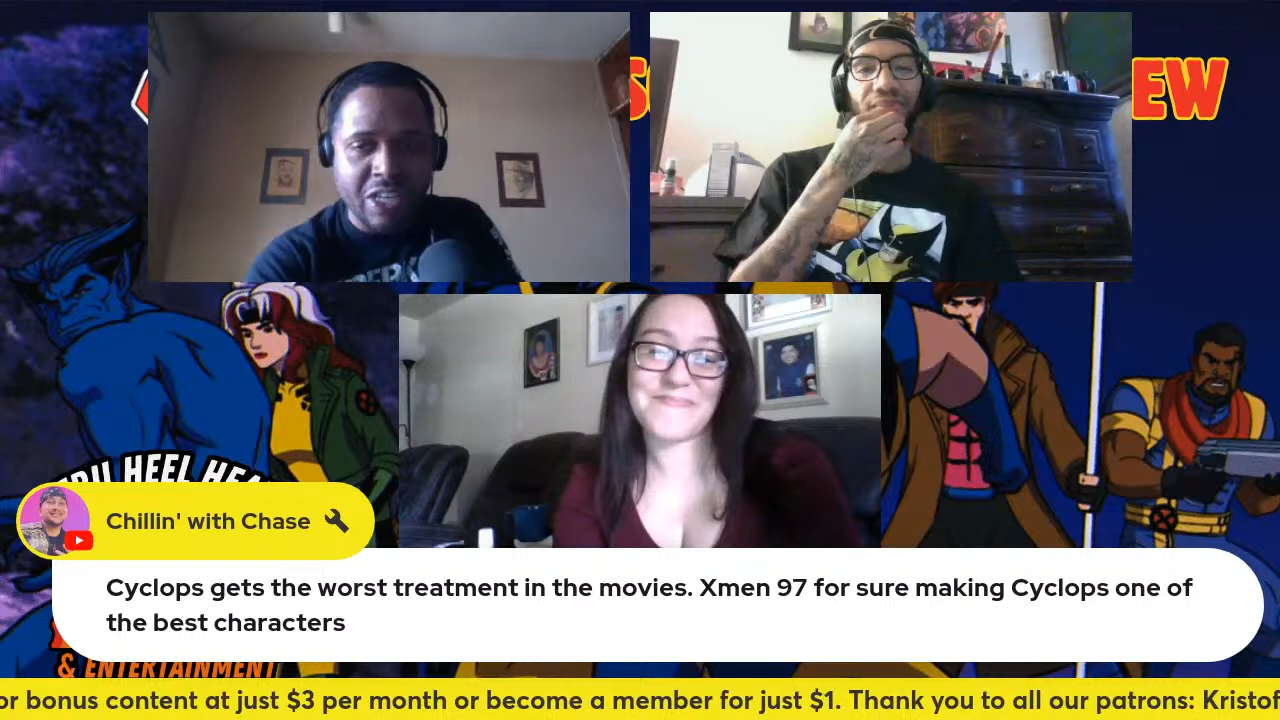 EW
Chillin' with Chase
Cyclops gets the worst treatment in the movies. Xmen 97 for sure making Cyclops one of
the best characters
& ENTERTAINMENT
or bonus content at just $3 per month or become a member for just $1. Thank you to all our patrons: Kristof